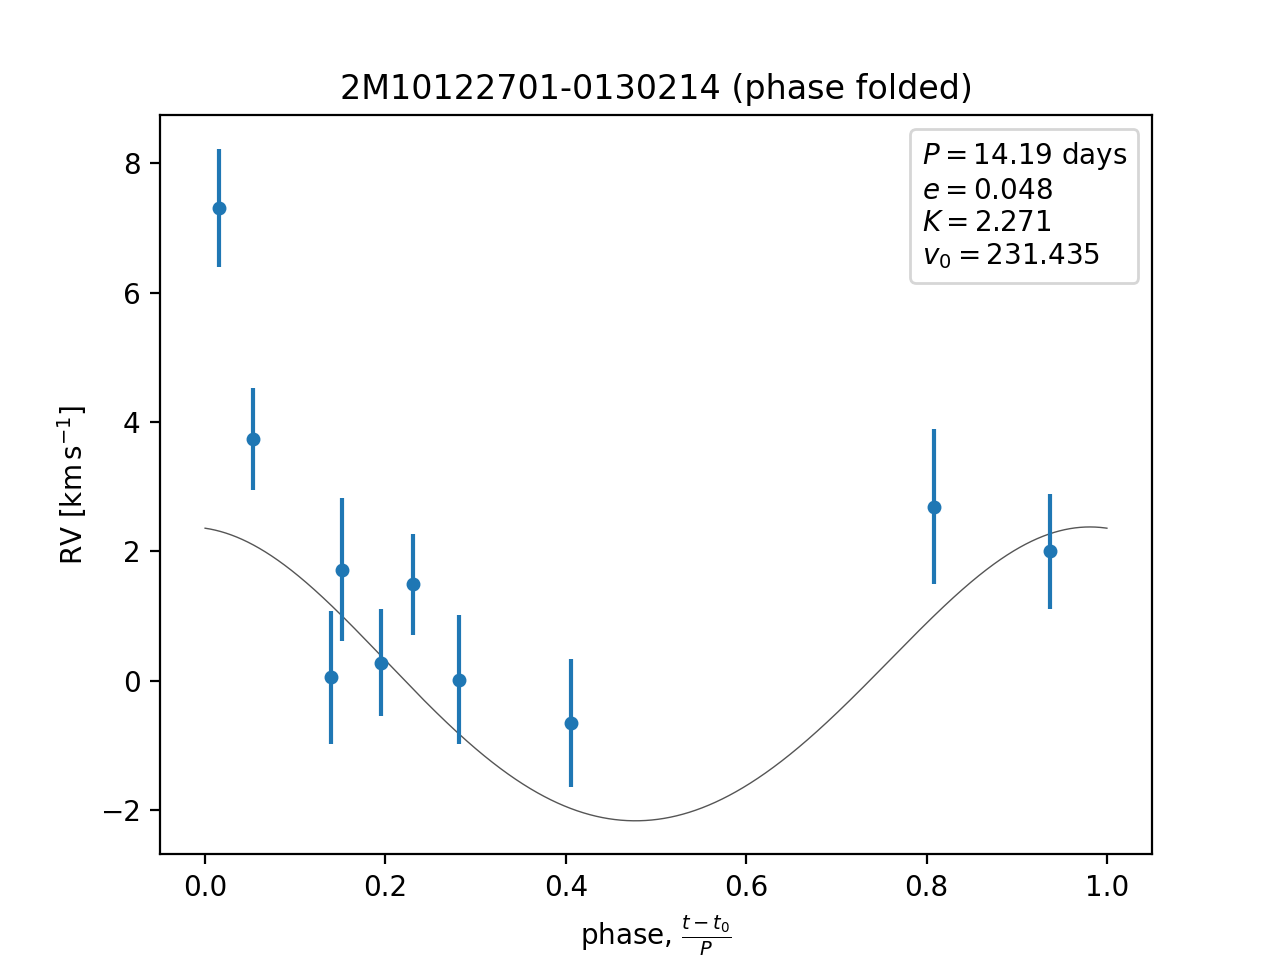 2M10122701-0130214 (phase folded)
P = 14.19 days
e = 0.048
K = 2.271
v₀ = 231.435
8
6
4
2
0
−2
RV [km s⁻¹]
0.0 0.2 0.4 0.6 0.8 1.0
phase, (t − t₀)/P